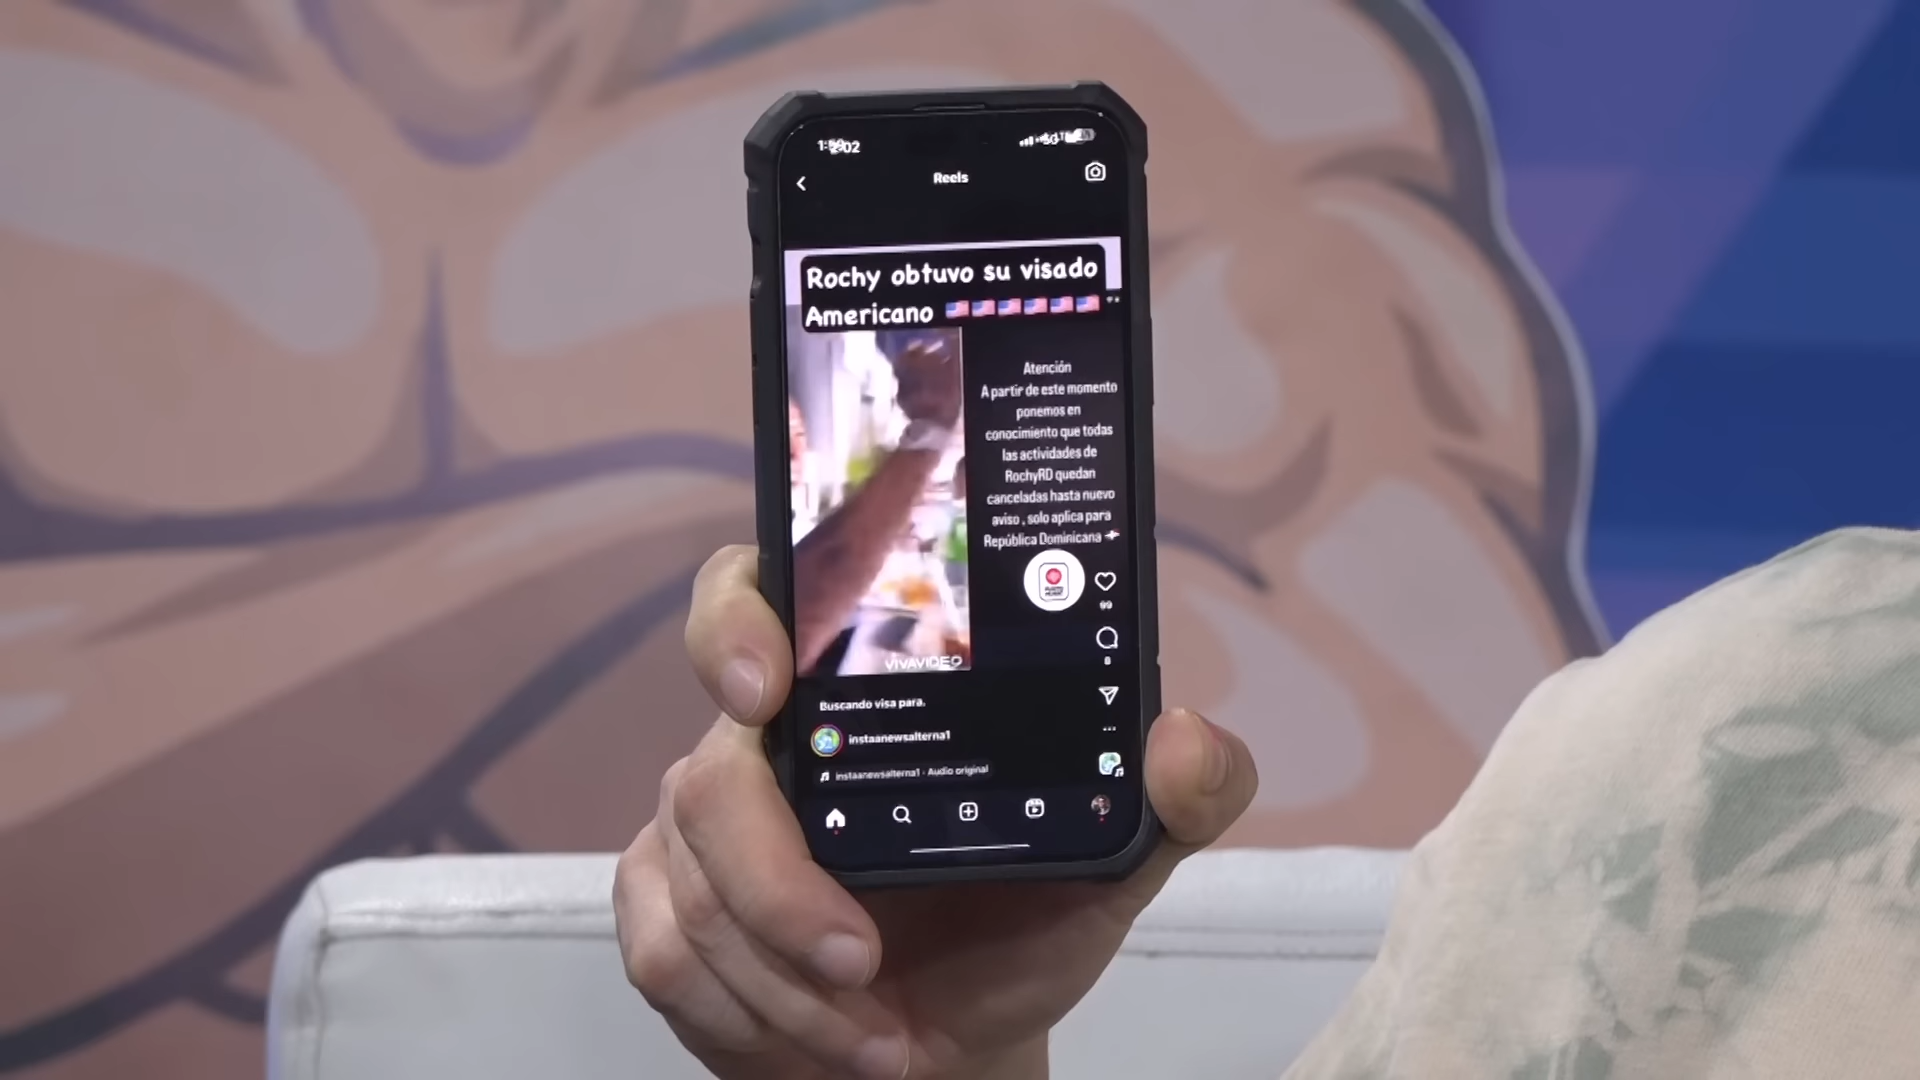 Reels
Rochy obtuvo su visado
Americano
Atención
A partir de este momento
ponemos en
conocimiento que todas
las actividades de
RochyRD quedan
canceladas hasta nuevo
aviso , solo aplica para
República Dominicana
99
8
VIVAVIDEO
Buscando visa para.
instaanewsalterna1
instaanewsalterna1 · Audio original